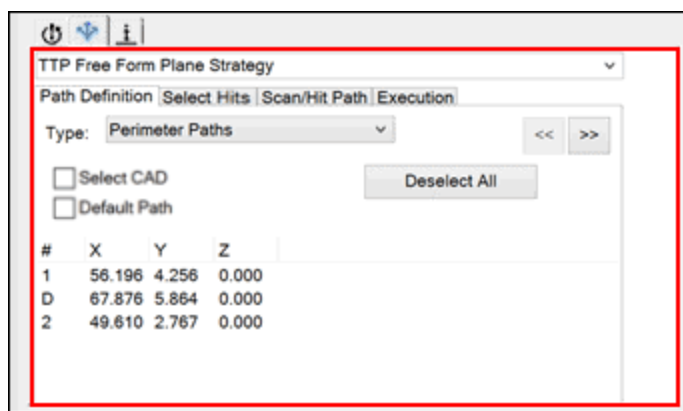 TTP Free Form Plane Strategy
Path Definition Select Hits Scan/Hit Path Execution
Type: Perimeter Paths << >>
Select CAD Deselect All
Default Path
# X Y Z
1 56.196 4.256 0.000
D 67.876 5.864 0.000
2 49.610 2.767 0.000